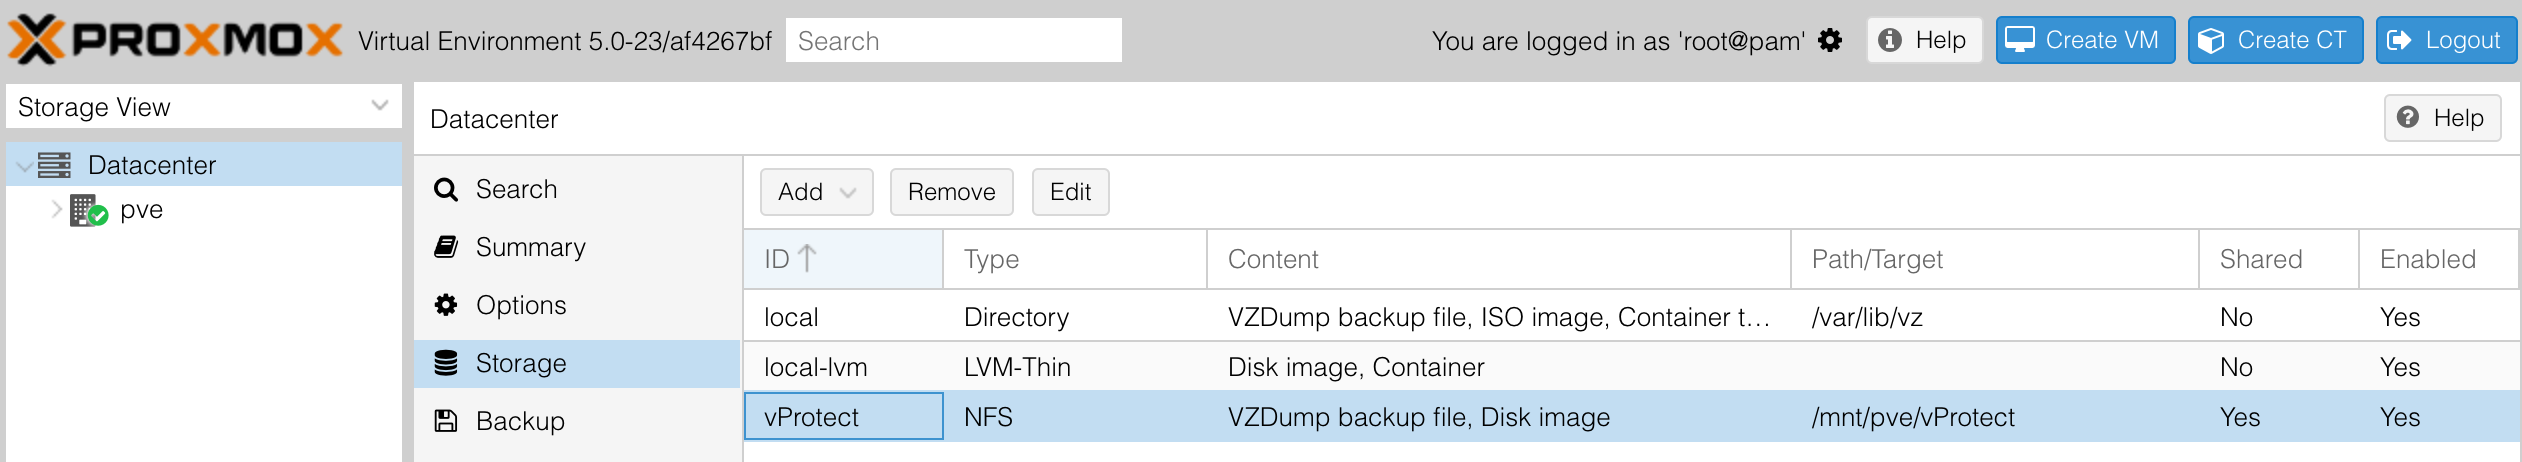 PROXMOX Virtual Environment 5.0-23/af4267bf Search You are logged in as 'root@pam' Help Create VM Create CT Logout
Storage View
Datacenter
pve
Datacenter Help
Search
Summary
Options
Storage
Backup
Add Remove Edit
ID Type Content Path/Target Shared Enabled
local Directory VZDump backup file, ISO image, Container t... /var/lib/vz No Yes
local-lvm LVM-Thin Disk image, Container No Yes
vProtect NFS VZDump backup file, Disk image /mnt/pve/vProtect Yes Yes